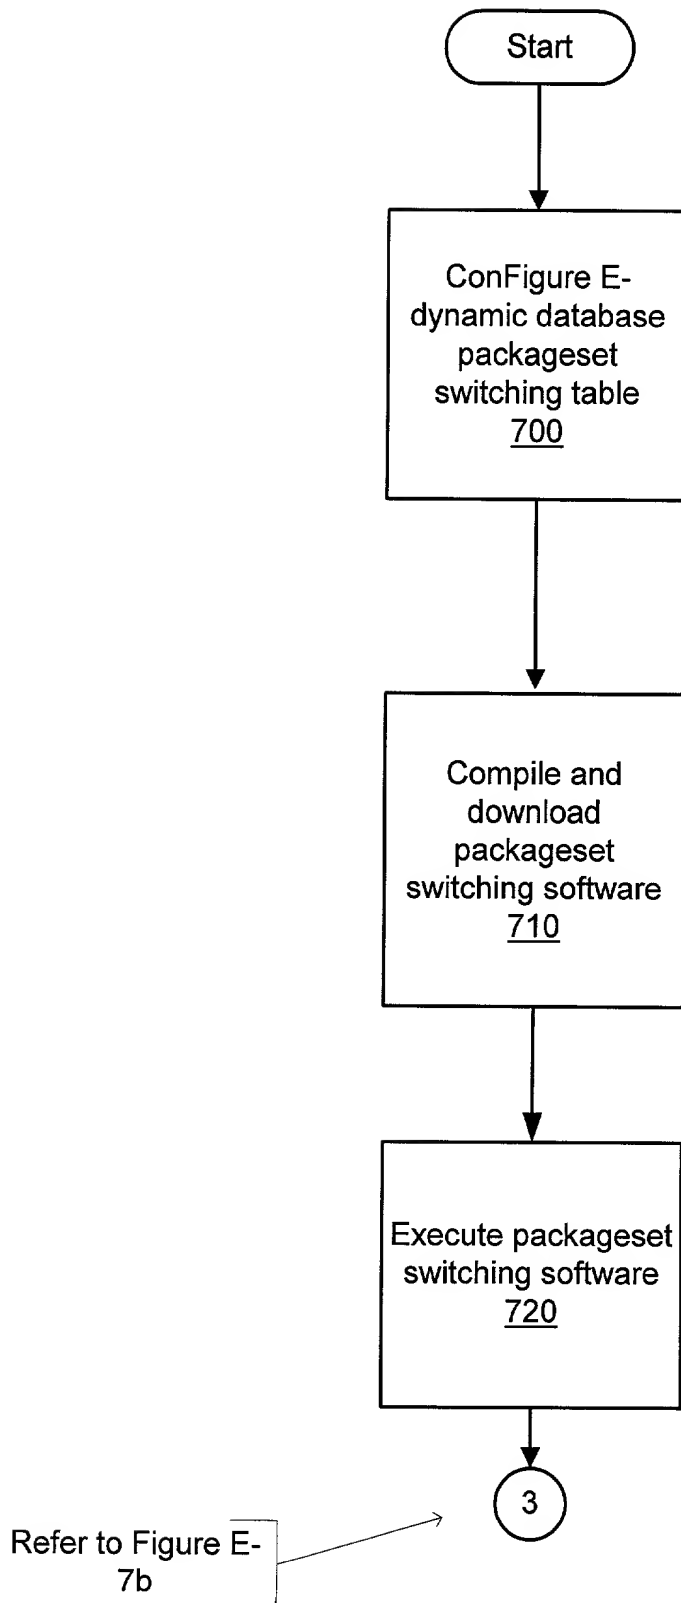 Start
ConFigure E-
dynamic database
packageset
switching table
700
Compile and
download
packageset
switching software
710
Execute packageset
switching software
720
3
Refer to Figure E-
7b